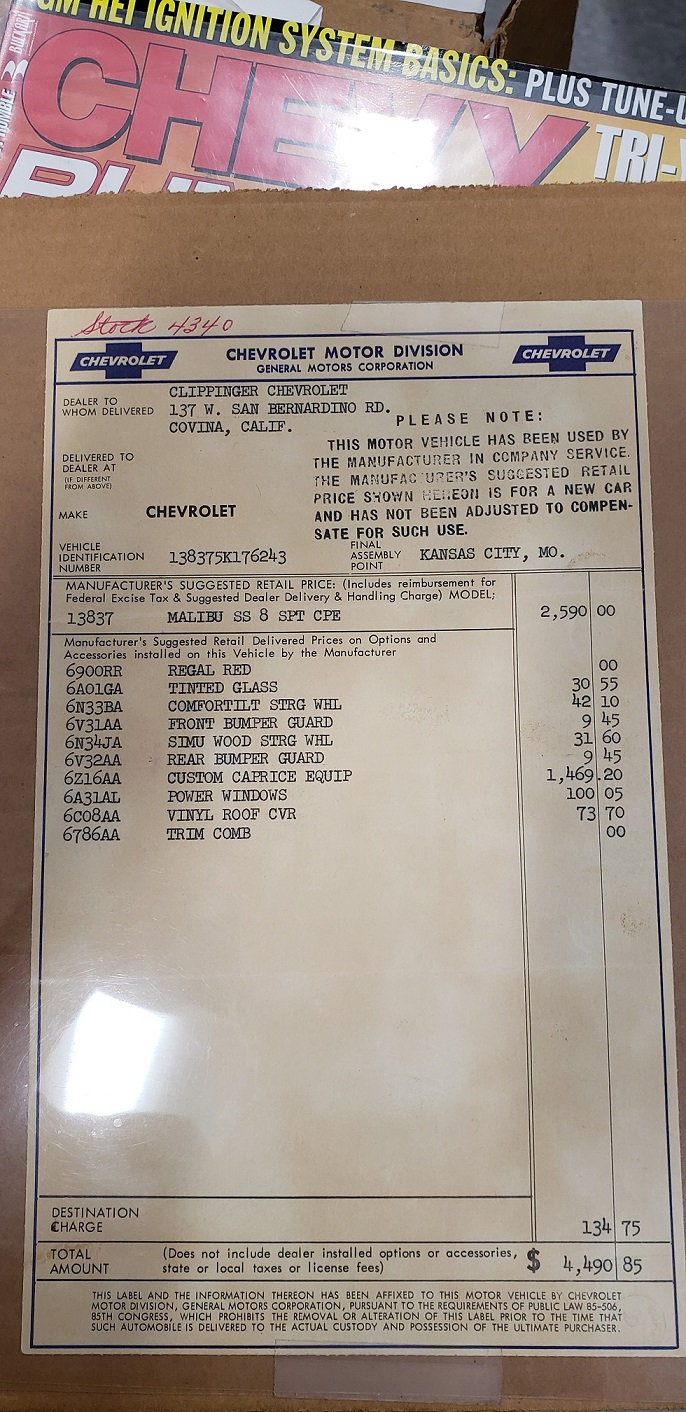 GM HEI IGNITION SYSTEM BASICS: PLUS TUNE-U
CHEVY
TRI-
Stock 4340
CHEVROLET
CHEVROLET MOTOR DIVISION
GENERAL MOTORS CORPORATION
CHEVROLET
DEALER TO WHOM DELIVERED
CLIPPINGER CHEVROLET
137 W. SAN BERNARDINO RD.
COVINA, CALIF.
PLEASE NOTE:
THIS MOTOR VEHICLE HAS BEEN USED BY
THE MANUFACTURER IN COMPANY SERVICE.
THE MANUFACTURER'S SUGGESTED RETAIL
PRICE SHOWN HEREON IS FOR A NEW CAR
AND HAS NOT BEEN ADJUSTED TO COMPEN-
SATE FOR SUCH USE.
DELIVERED TO
DEALER AT
(IF DIFFERENT
FROM ABOVE)
MAKE CHEVROLET
VEHICLE
IDENTIFICATION
NUMBER
138375K176243
FINAL
ASSEMBLY
POINT
KANSAS CITY, MO.
MANUFACTURER'S SUGGESTED RETAIL PRICE: (Includes reimbursement for
Federal Excise Tax & Suggested Dealer Delivery & Handling Charge) MODEL;
13837 MALIBU SS 8 SPT CPE 2,590 00
Manufacturer's Suggested Retail Delivered Prices on Options and
Accessories installed on this Vehicle by the Manufacturer
6900RR REGAL RED 00
6A01GA TINTED GLASS 30 55
6N33BA COMFORTILT STRG WHL 42 10
6V31AA FRONT BUMPER GUARD 9 45
6N34JA SIMU WOOD STRG WHL 31 60
6V32AA REAR BUMPER GUARD 9 45
6Z16AA CUSTOM CAPRICE EQUIP 1,469.20
6A31AL POWER WINDOWS 100 05
6C08AA VINYL ROOF CVR 73 70
6786AA TRIM COMB 00
DESTINATION
CHARGE 134 75
TOTAL
AMOUNT
(Does not include dealer installed options or accessories,
state or local taxes or license fees)
$ 4,490 85
THIS LABEL AND THE INFORMATION THEREON HAS BEEN AFFIXED TO THIS MOTOR VEHICLE BY CHEVROLET
MOTOR DIVISION, GENERAL MOTORS CORPORATION, PURSUANT TO THE REQUIREMENTS OF PUBLIC LAW 85-506,
85TH CONGRESS, WHICH PROHIBITS THE REMOVAL OR ALTERATION OF THIS LABEL PRIOR TO THE TIME THAT
SUCH AUTOMOBILE IS DELIVERED TO THE ACTUAL CUSTODY AND POSSESSION OF THE ULTIMATE PURCHASER.